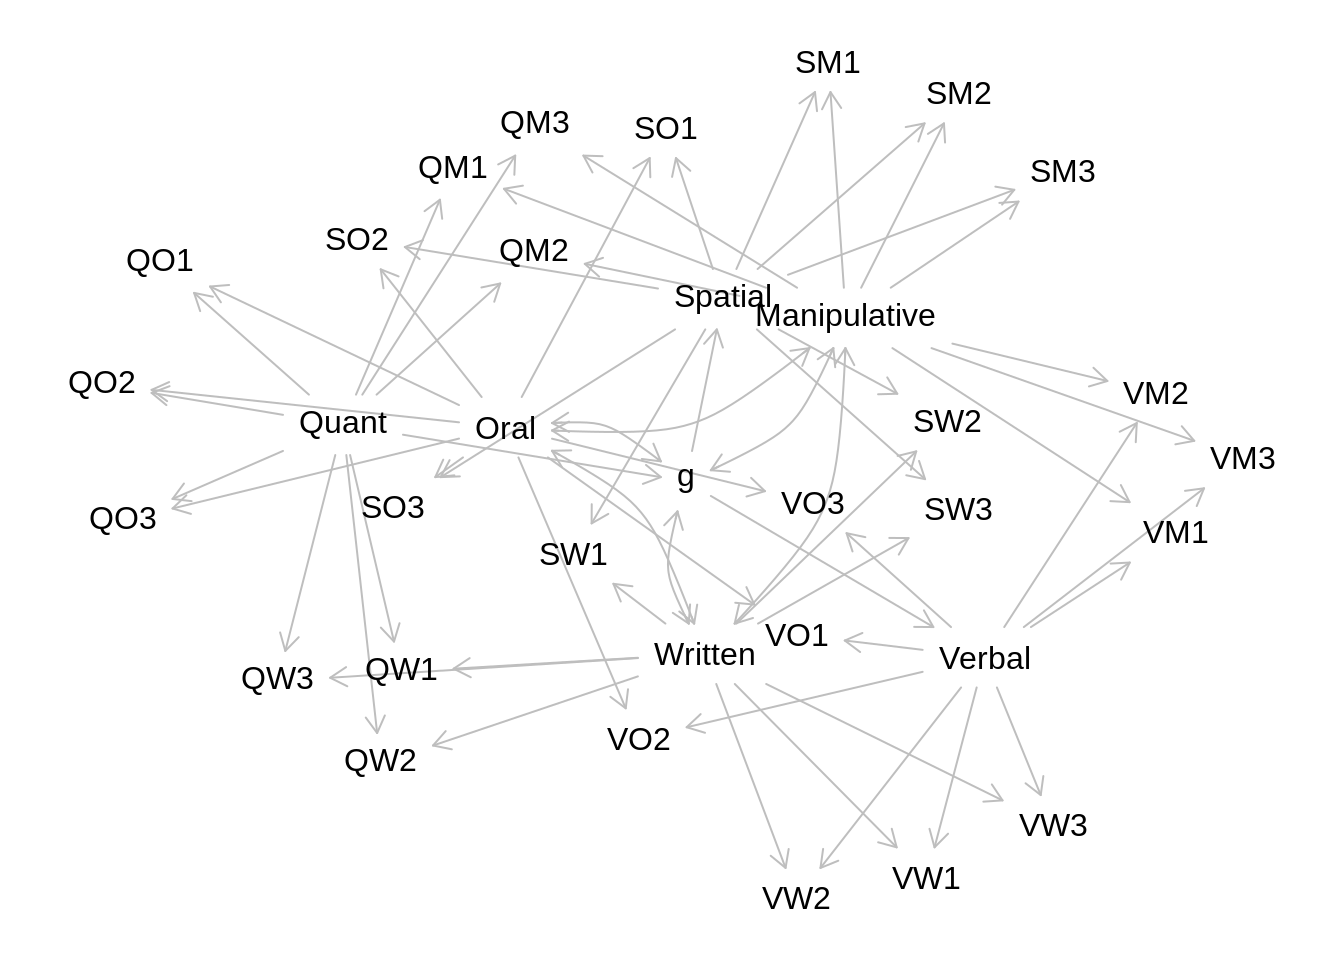 SM1
SM2
QM3
SO1
QM1
SM3
SO2
QM2
QO1
Spatial
Manipulative
QO2
VM2
Quant
Oral
SW2
VM3
g
VO3
SO3
SW3
QO3
VM1
SW1
VO1
Written
Verbal
QW1
QW3
VO2
QW2
VW3
VW1
VW2